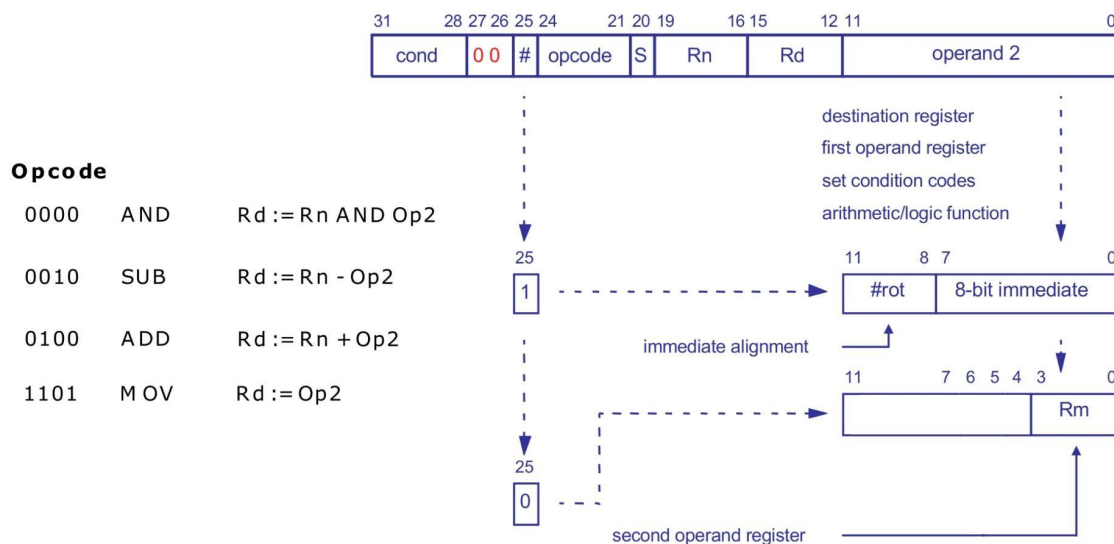 31 28 27 26 25 24 21 20 19 16 15 12 11 0
cond 0 0 # opcode S Rn Rd operand 2
destination register
first operand register
set condition codes
arithmetic/logic function
Opcode
0000 AND Rd := Rn AND Op2
0010 SUB Rd := Rn - Op2
0100 ADD Rd := Rn + Op2
1101 MOV Rd := Op2
25
1
11 8 7 0
#rot 8-bit immediate
immediate alignment
11 7 6 5 4 3 0
Rm
25
0
second operand register